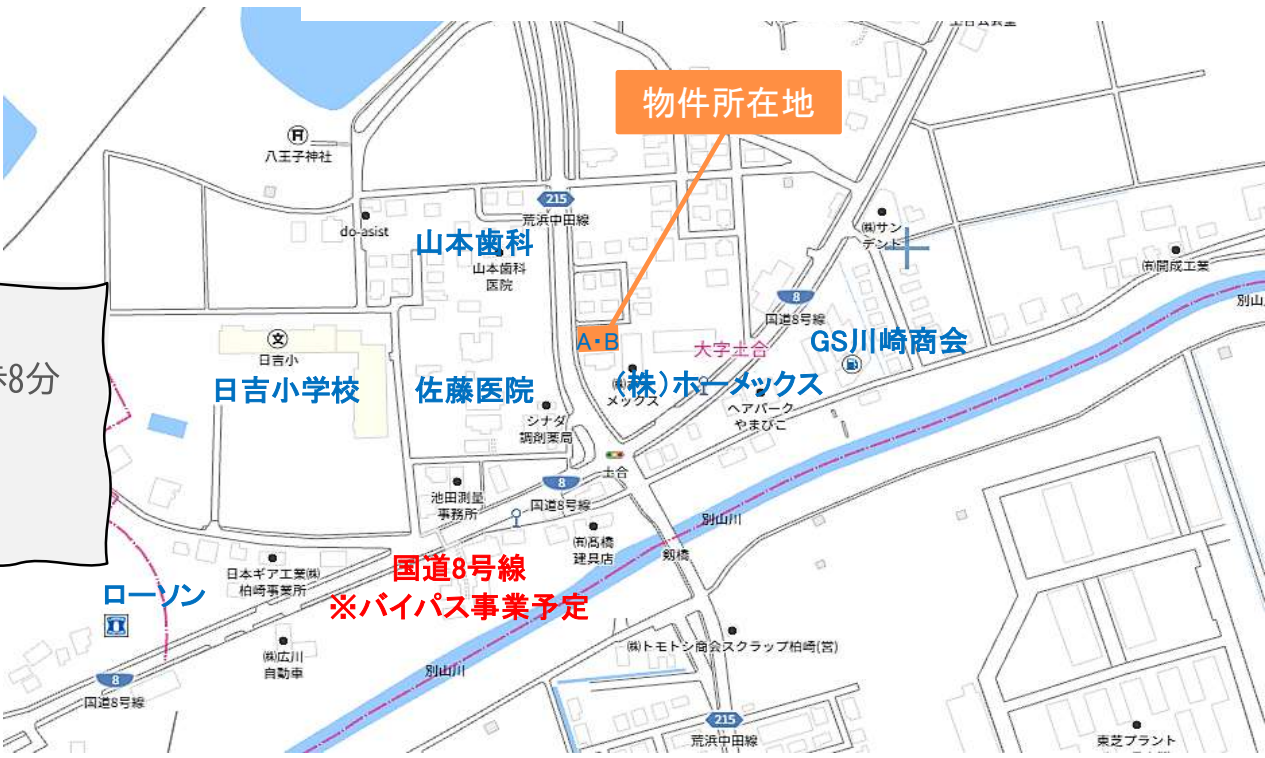 物件所在地
八王子神社
215
荒浜中田線
do-asist
山本歯科
山本歯科
医院
㈱サン
デント
㈲開成工業
8
国道8号線
大字土合
GS川崎商会
A・B
日吉小
日吉小学校
佐藤医院
(株)ホーメックス
メックス
ヘアパーク
やまびこ
シナダ
調剤薬局
土合
歩8分
池田測量
事務所
8
国道8号線
㈲髙橋
建具店
別山川
剱橋
国道8号線
※バイパス事業予定
日本ギア工業㈱
柏崎事業所
ローソン
㈱広川
自動車
別山川
8
国道8号線
㈱トモトシ商会スクラップ柏崎(営)
215
荒浜中田線
東芝プラント